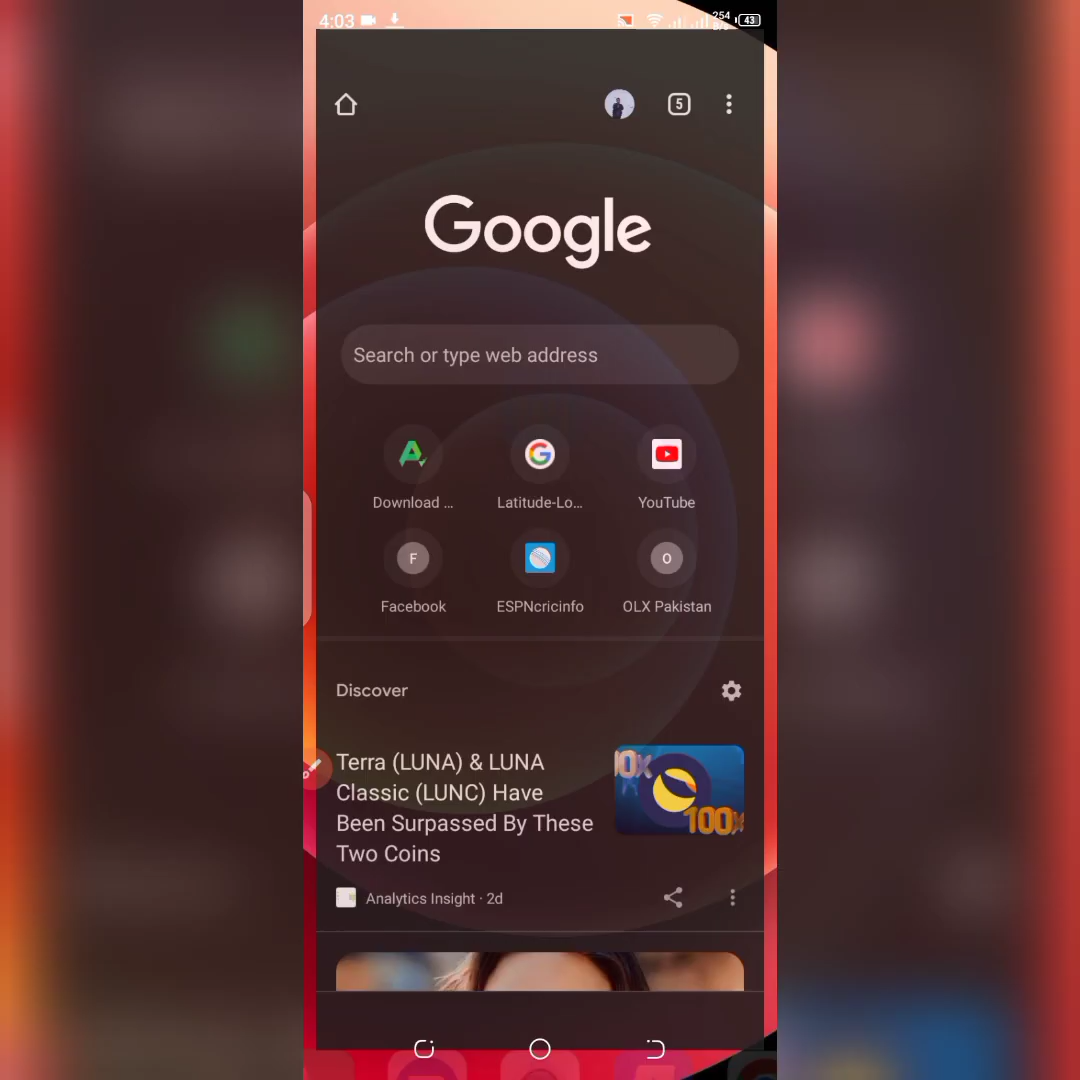 4:03
254
43
5
Google
Search or type web address
Download ...
Latitude-Lo...
YouTube
F
O
Facebook
ESPNcricinfo
OLX Pakistan
Discover
Terra (LUNA) & LUNA
Classic (LUNC) Have
Been Surpassed By These
Two Coins
100x
Analytics Insight · 2d